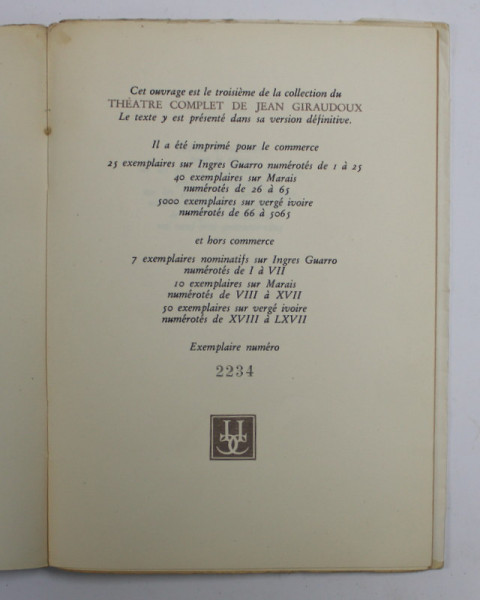 Cet ouvrage est le troisième de la collection du
THÉATRE COMPLET DE JEAN GIRAUDOUX
Le texte y est présenté dans sa version définitive.
Il a été imprimé pour le commerce
25 exemplaires sur Ingres Guarro numérotés de 1 à 25
40 exemplaires sur Marais
numérotés de 26 à 65
5000 exemplaires sur vergé ivoire
numérotés de 66 à 5065
et hors commerce
7 exemplaires nominatifs sur Ingres Guarro
numérotés de I à VII
10 exemplaires sur Marais
numérotés de VIII à XVII
50 exemplaires sur vergé ivoire
numérotés de XVIII à LXVII
Exemplaire numéro
2234